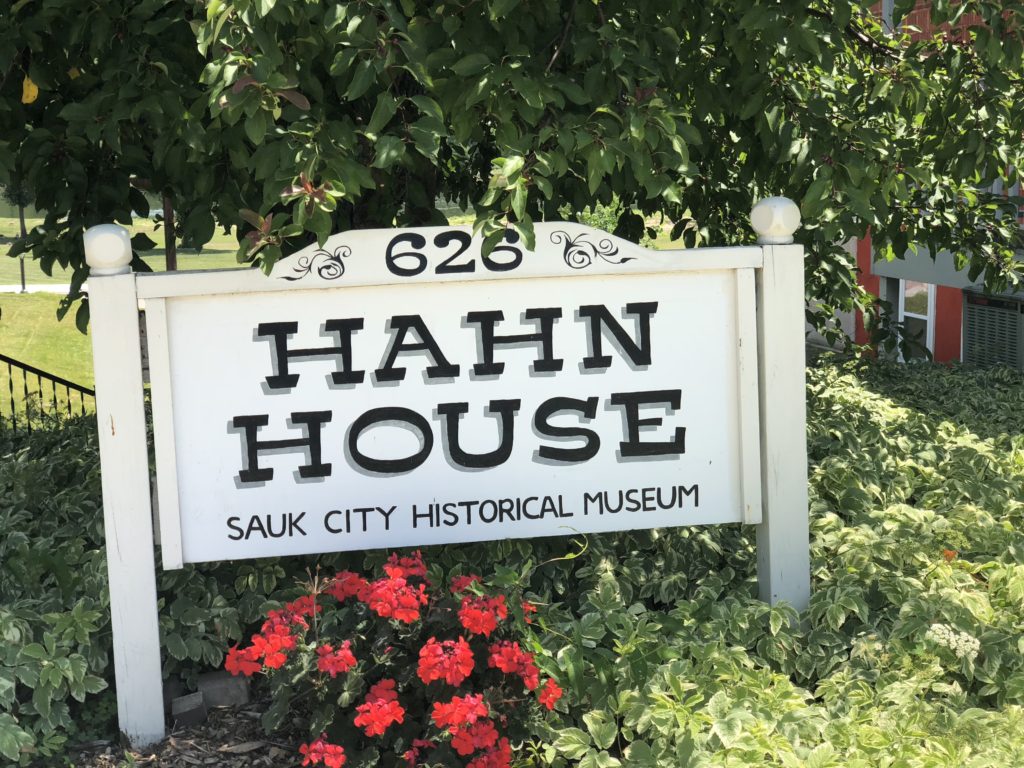 626
HAHN
HOUSE
SAUK CITY HISTORICAL MUSEUM